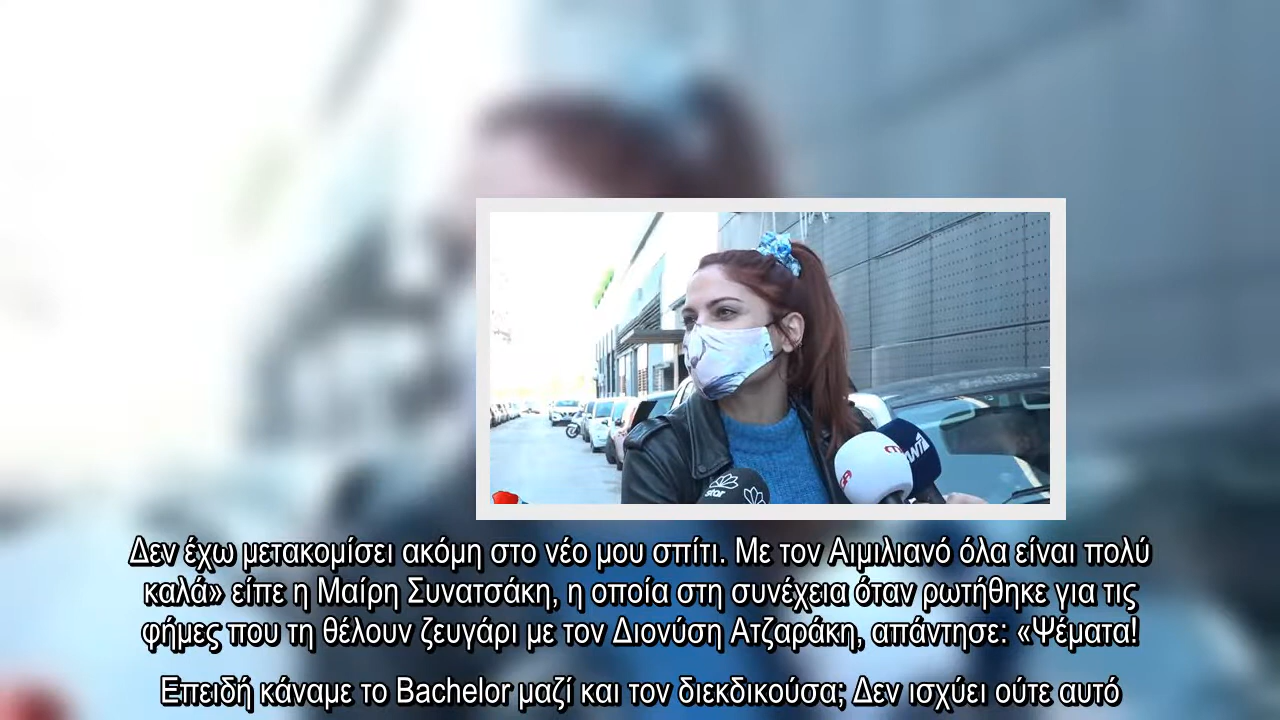 star
ANT1
Δεν έχω μετακομίσει ακόμη στο νέο μου σπίτι. Με τον Αιμιλιανό όλα είναι πολύ
καλά» είπε η Μαίρη Συνατσάκη, η οποία στη συνέχεια όταν ρωτήθηκε για τις
φήμες που τη θέλουν ζευγάρι με τον Διονύση Ατζαράκη, απάντησε: «Ψέματα!
Επειδή κάναμε το Bachelor μαζί και τον διεκδικούσα; Δεν ισχύει ούτε αυτό